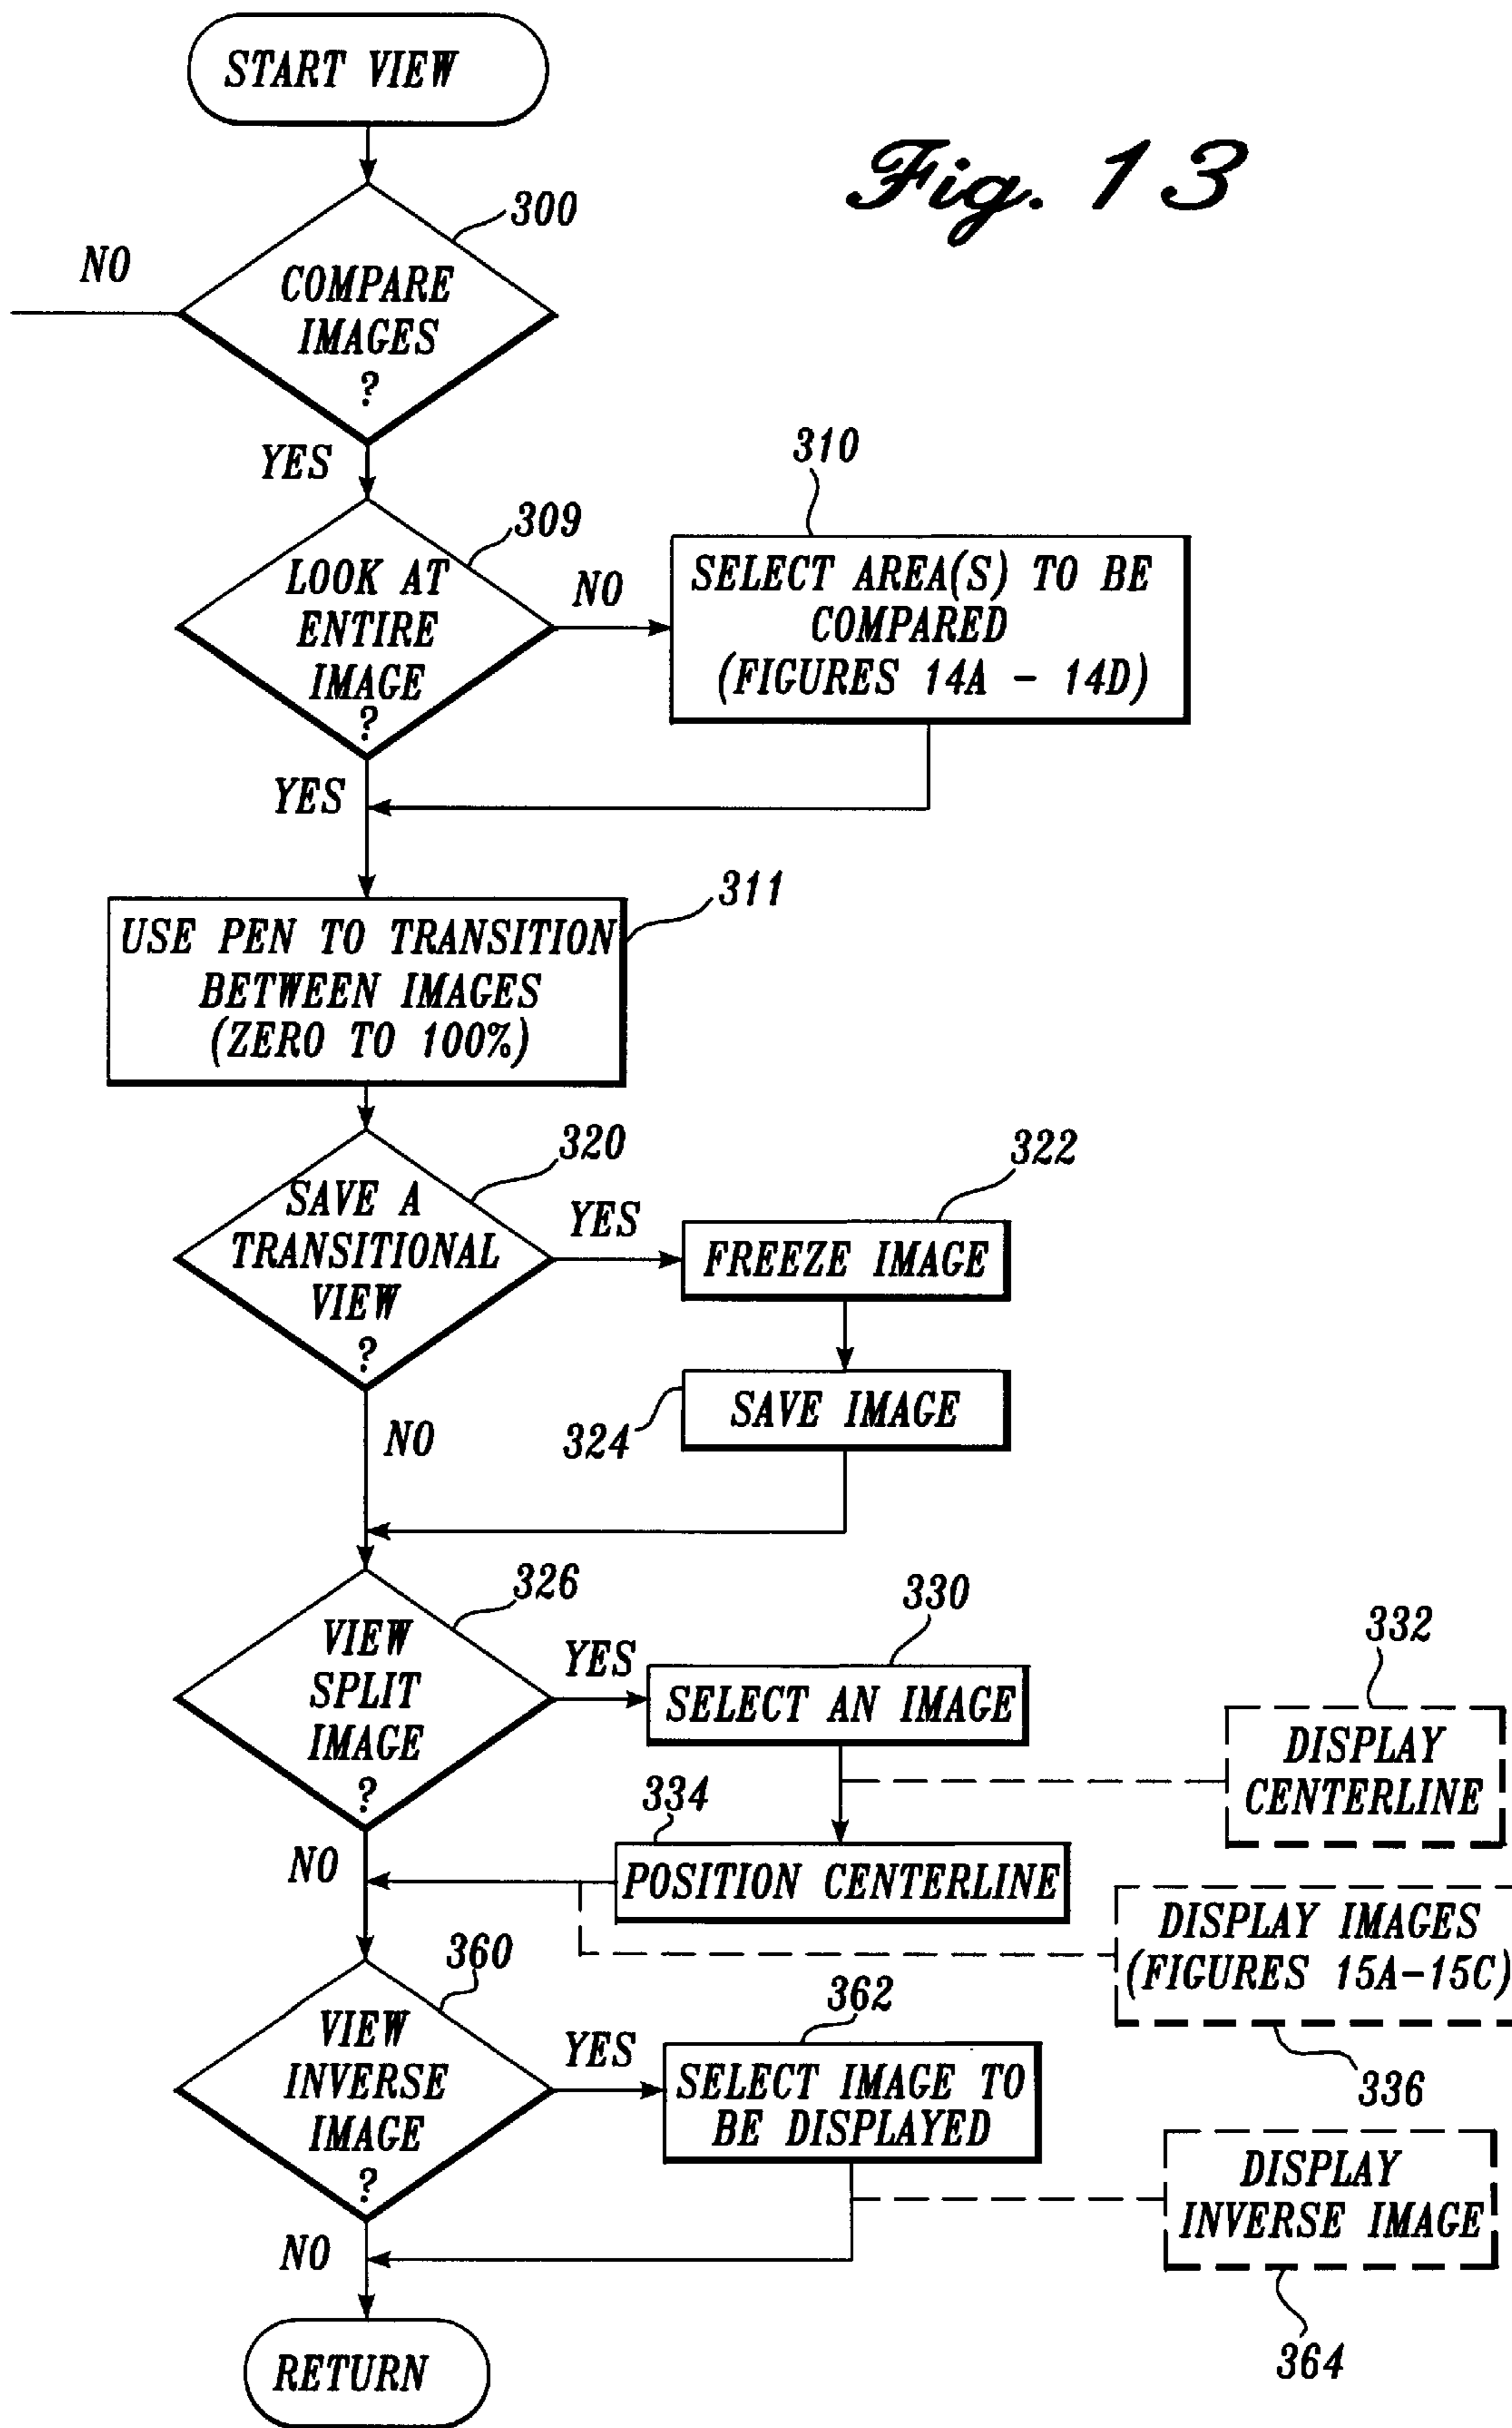 START VIEW
Fig. 13
300
NO
COMPARE
IMAGES
?
YES
310
309
LOOK AT
ENTIRE
IMAGE
?
NO
SELECT AREA(S) TO BE
COMPARED
(FIGURES 14A - 14D)
YES
311
USE PEN TO TRANSITION
BETWEEN IMAGES
(ZERO TO 100%)
320
322
SAVE A
TRANSITIONAL
VIEW
?
YES
FREEZE IMAGE
324
SAVE IMAGE
NO
326
330
332
VIEW
SPLIT
IMAGE
?
YES
SELECT AN IMAGE
DISPLAY
CENTERLINE
334
NO
POSITION CENTERLINE
DISPLAY IMAGES
(FIGURES 15A-15C)
336
360
362
VIEW
INVERSE
IMAGE
?
YES
SELECT IMAGE TO
BE DISPLAYED
DISPLAY
INVERSE IMAGE
364
NO
RETURN